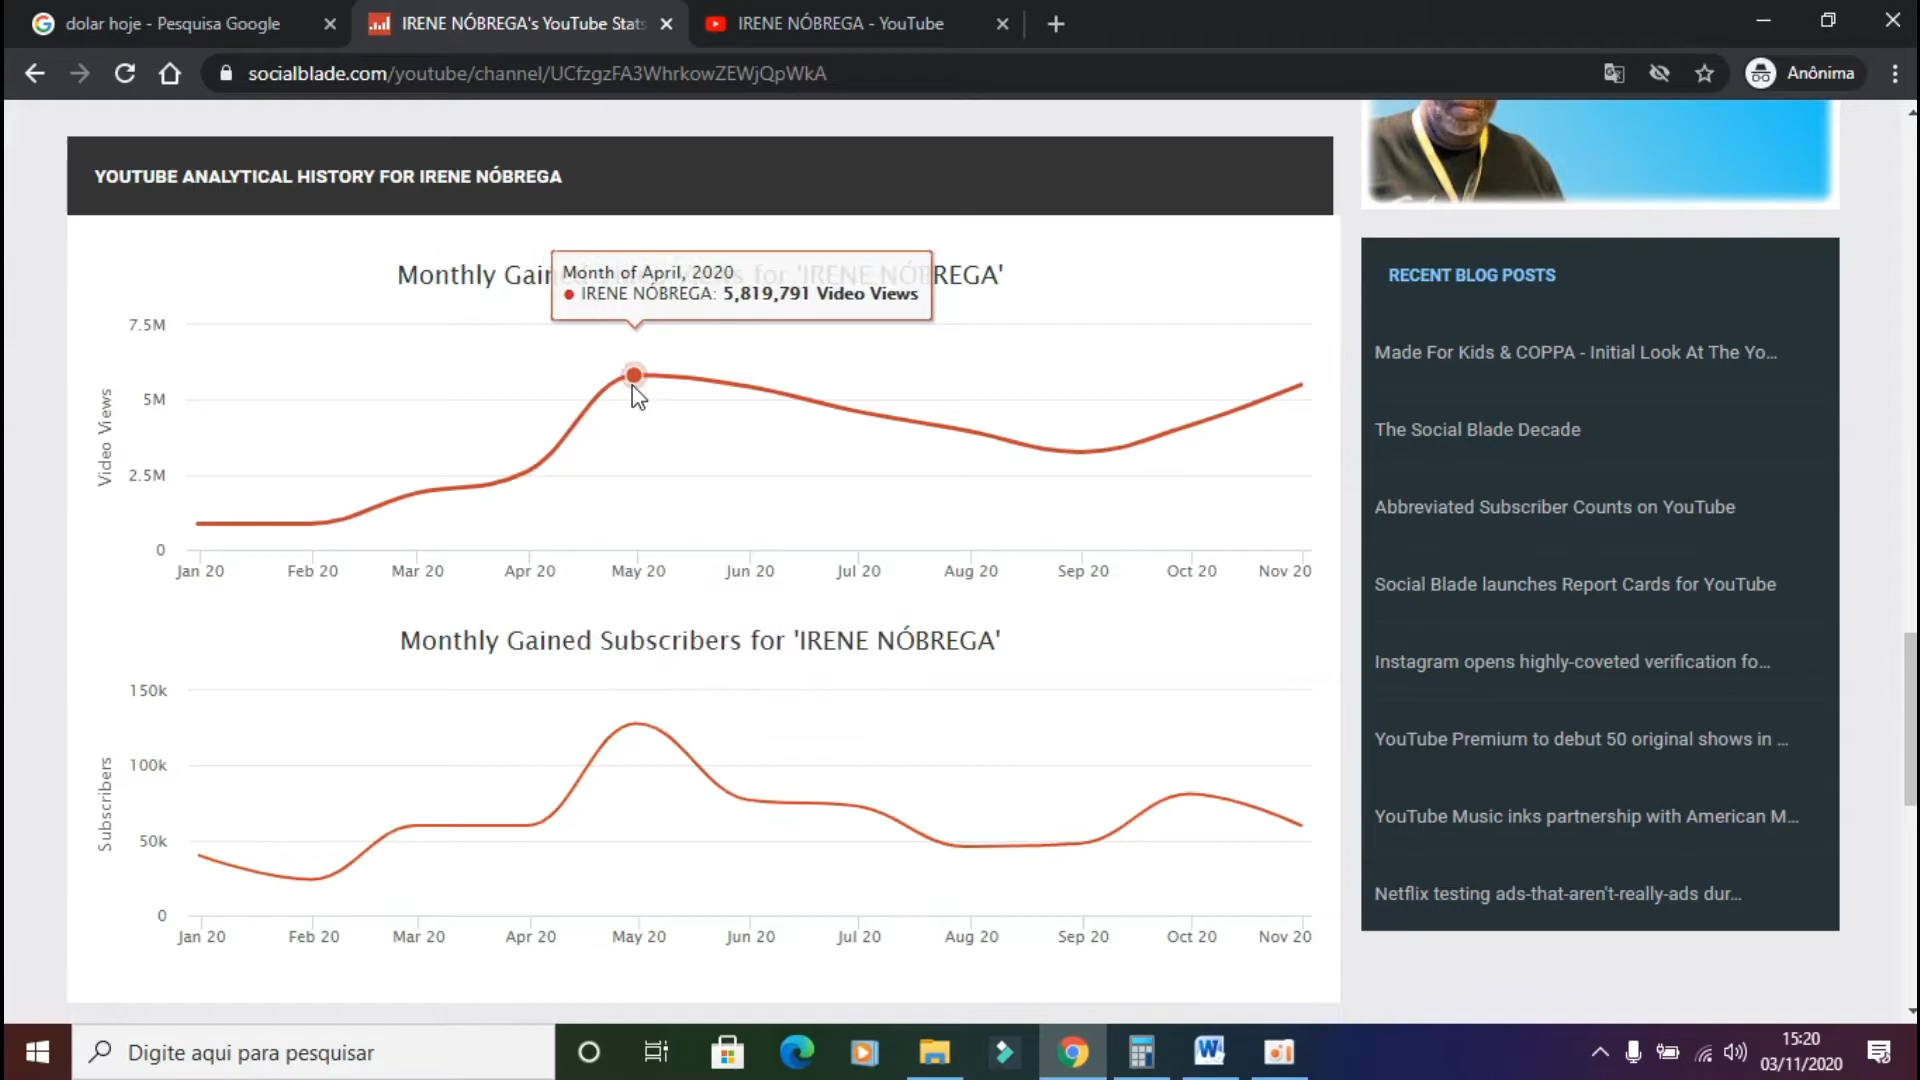 dolar hoje - Pesquisa Google
IRENE NÓBREGA's YouTube Stats
IRENE NÓBREGA - YouTube
socialblade.com/youtube/channel/UCfzgzFA3WhrkowZEWjQpWkA
Anônima
YOUTUBE ANALYTICAL HISTORY FOR IRENE NÓBREGA
Monthly Gained Video Views for 'IRENE NÓBREGA'
Month of April, 2020
IRENE NÓBREGA: 5,819,791 Video Views
Video Views
7.5M
5M
2.5M
0
Jan 20 Feb 20 Mar 20 Apr 20 May 20 Jun 20 Jul 20 Aug 20 Sep 20 Oct 20 Nov 20
Monthly Gained Subscribers for 'IRENE NÓBREGA'
Subscribers
150k
100k
50k
0
Jan 20 Feb 20 Mar 20 Apr 20 May 20 Jun 20 Jul 20 Aug 20 Sep 20 Oct 20 Nov 20
RECENT BLOG POSTS
Made For Kids & COPPA - Initial Look At The Yo...
The Social Blade Decade
Abbreviated Subscriber Counts on YouTube
Social Blade launches Report Cards for YouTube
Instagram opens highly-coveted verification fo...
YouTube Premium to debut 50 original shows in ...
YouTube Music inks partnership with American M...
Netflix testing ads-that-aren't-really-ads dur...
Digite aqui para pesquisar
15:20
03/11/2020